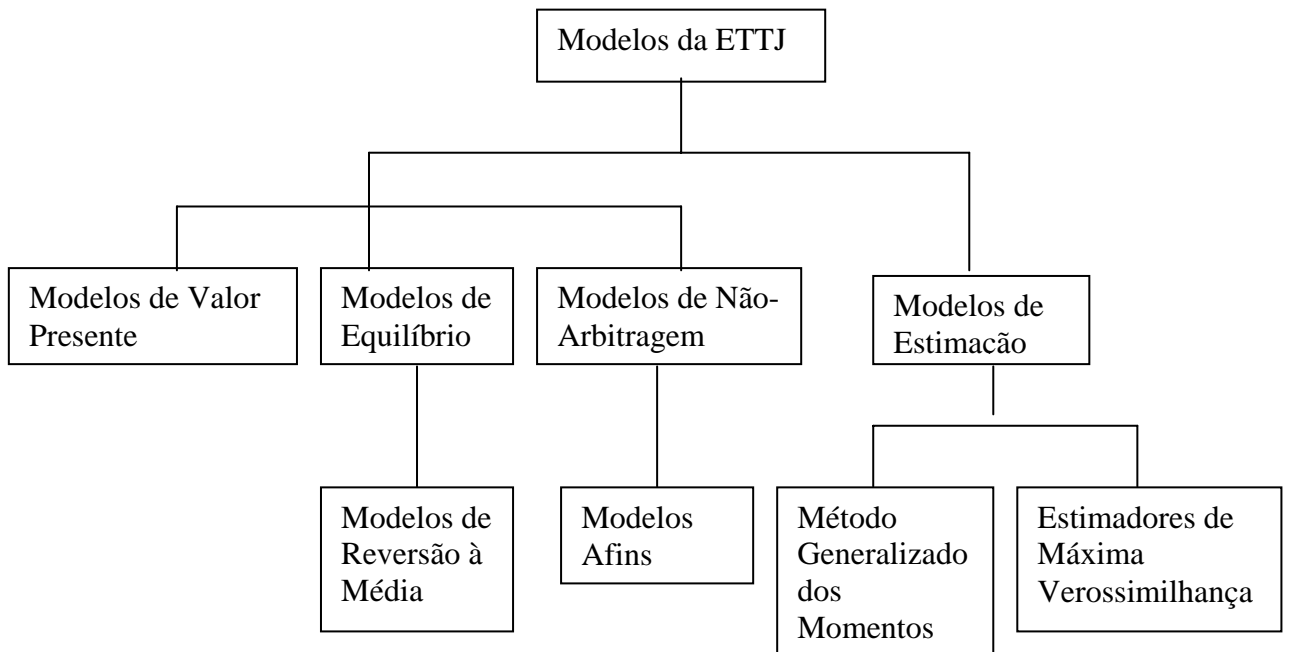 Modelos da ETTJ
Modelos de Valor
Presente
Modelos de
Equilíbrio
Modelos de Não-
Arbitragem
Modelos de
Estimacão
Modelos de
Reversão à
Média
Modelos
Afins
Método
Generalizado
dos
Momentos
Estimadores de
Máxima
Verossimilhança